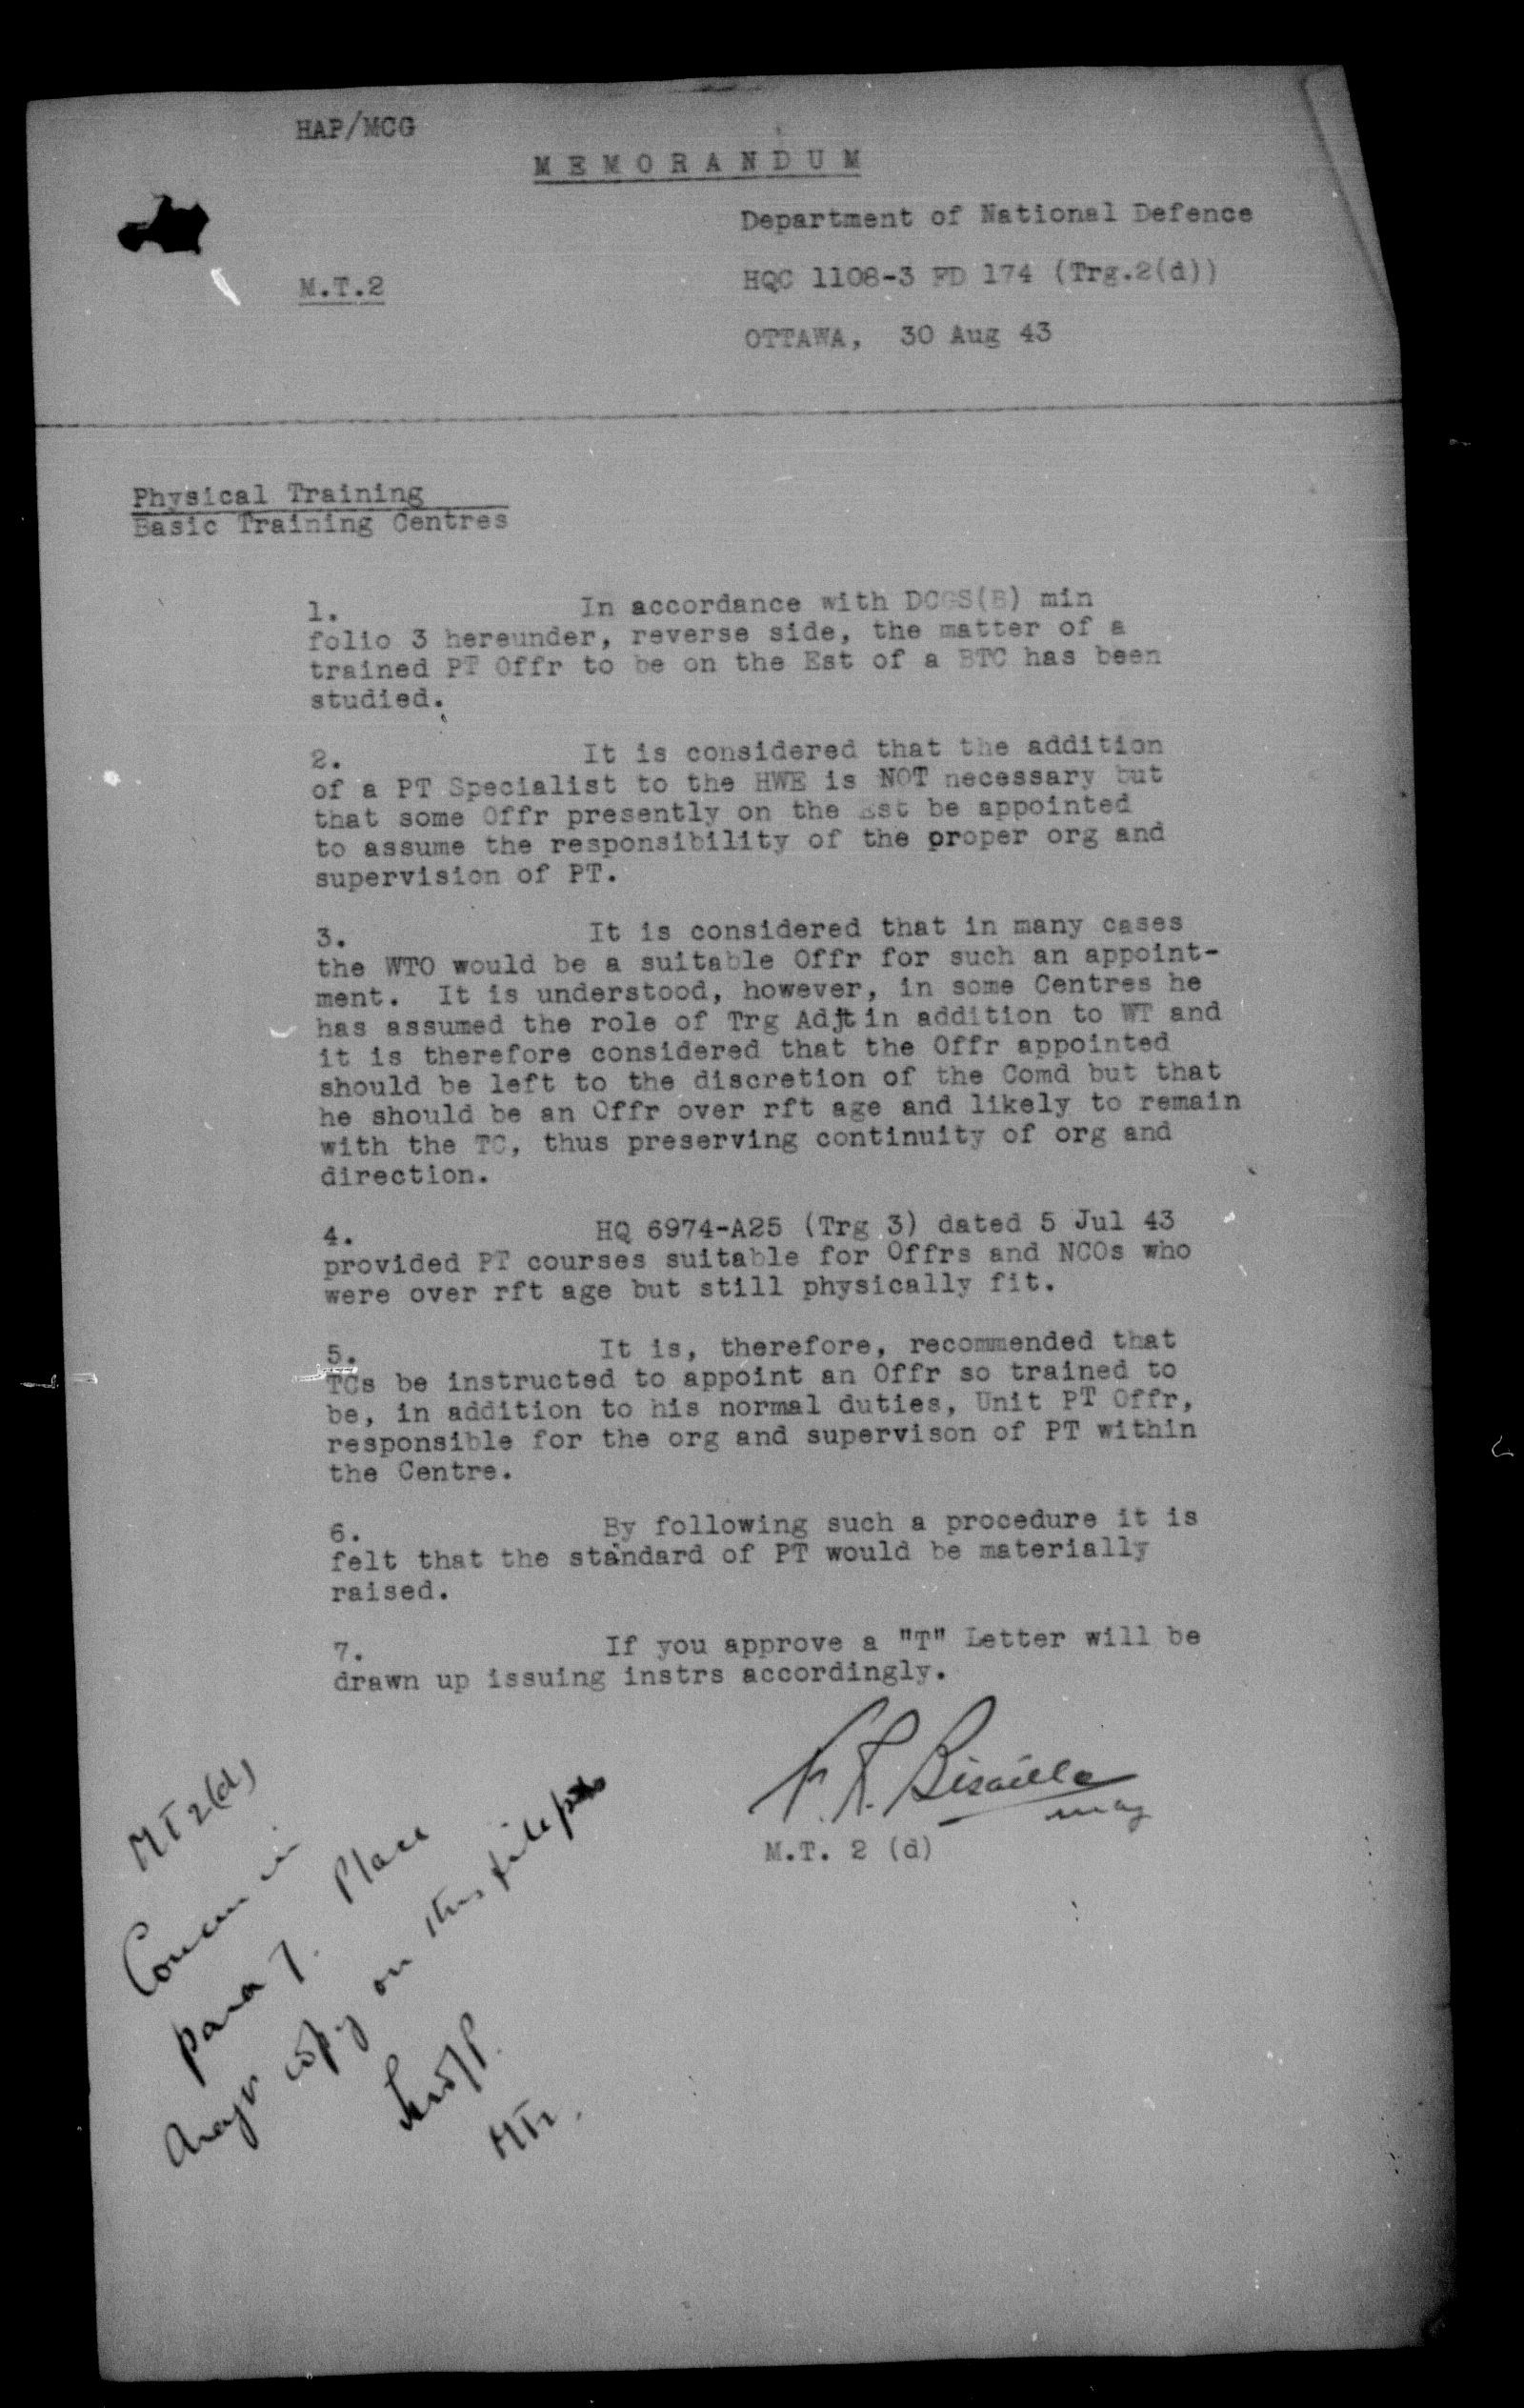 HAP/MCG
MEMORANDUM
Department of National Defence
M.T.2
HQC 1108-3 FD 174 (Trg.2(d))
OTTAWA, 30 Aug 43
Physical Training
Basic Training Centres
1. In accordance with DCGS(B) min
folio 3 hereunder, reverse side, the matter of a
trained PT Offr to be on the Est of a BTC has been
studied.
2. It is considered that the addition
of a PT Specialist to the HWE is NOT necessary but
that some Offr presently on the Est be appointed
to assume the responsibility of the proper org and
supervision of PT.
3. It is considered that in many cases
the WTO would be a suitable Offr for such an appoint-
ment. It is understood, however, in some Centres he
has assumed the role of Trg Adjt in addition to WT and
it is therefore considered that the Offr appointed
should be left to the discretion of the Comd but that
he should be an Offr over rft age and likely to remain
with the TC, thus preserving continuity of org and
direction.
4. HQ 6974-A25 (Trg 3) dated 5 Jul 43
provided PT courses suitable for Offrs and NCOs who
were over rft age but still physically fit.
5. It is, therefore, recommended that
TCs be instructed to appoint an Offr so trained to
be, in addition to his normal duties, Unit PT Offr,
responsible for the org and supervison of PT within
the Centre.
6. By following such a procedure it is
felt that the standard of PT would be materially
raised.
7. If you approve a "T" Letter will be
drawn up issuing instrs accordingly.
Bisaillo
maj
M.T. 2 (d)
MT2(d)
Concur in
para 7. Place
copy on this file
MT2.